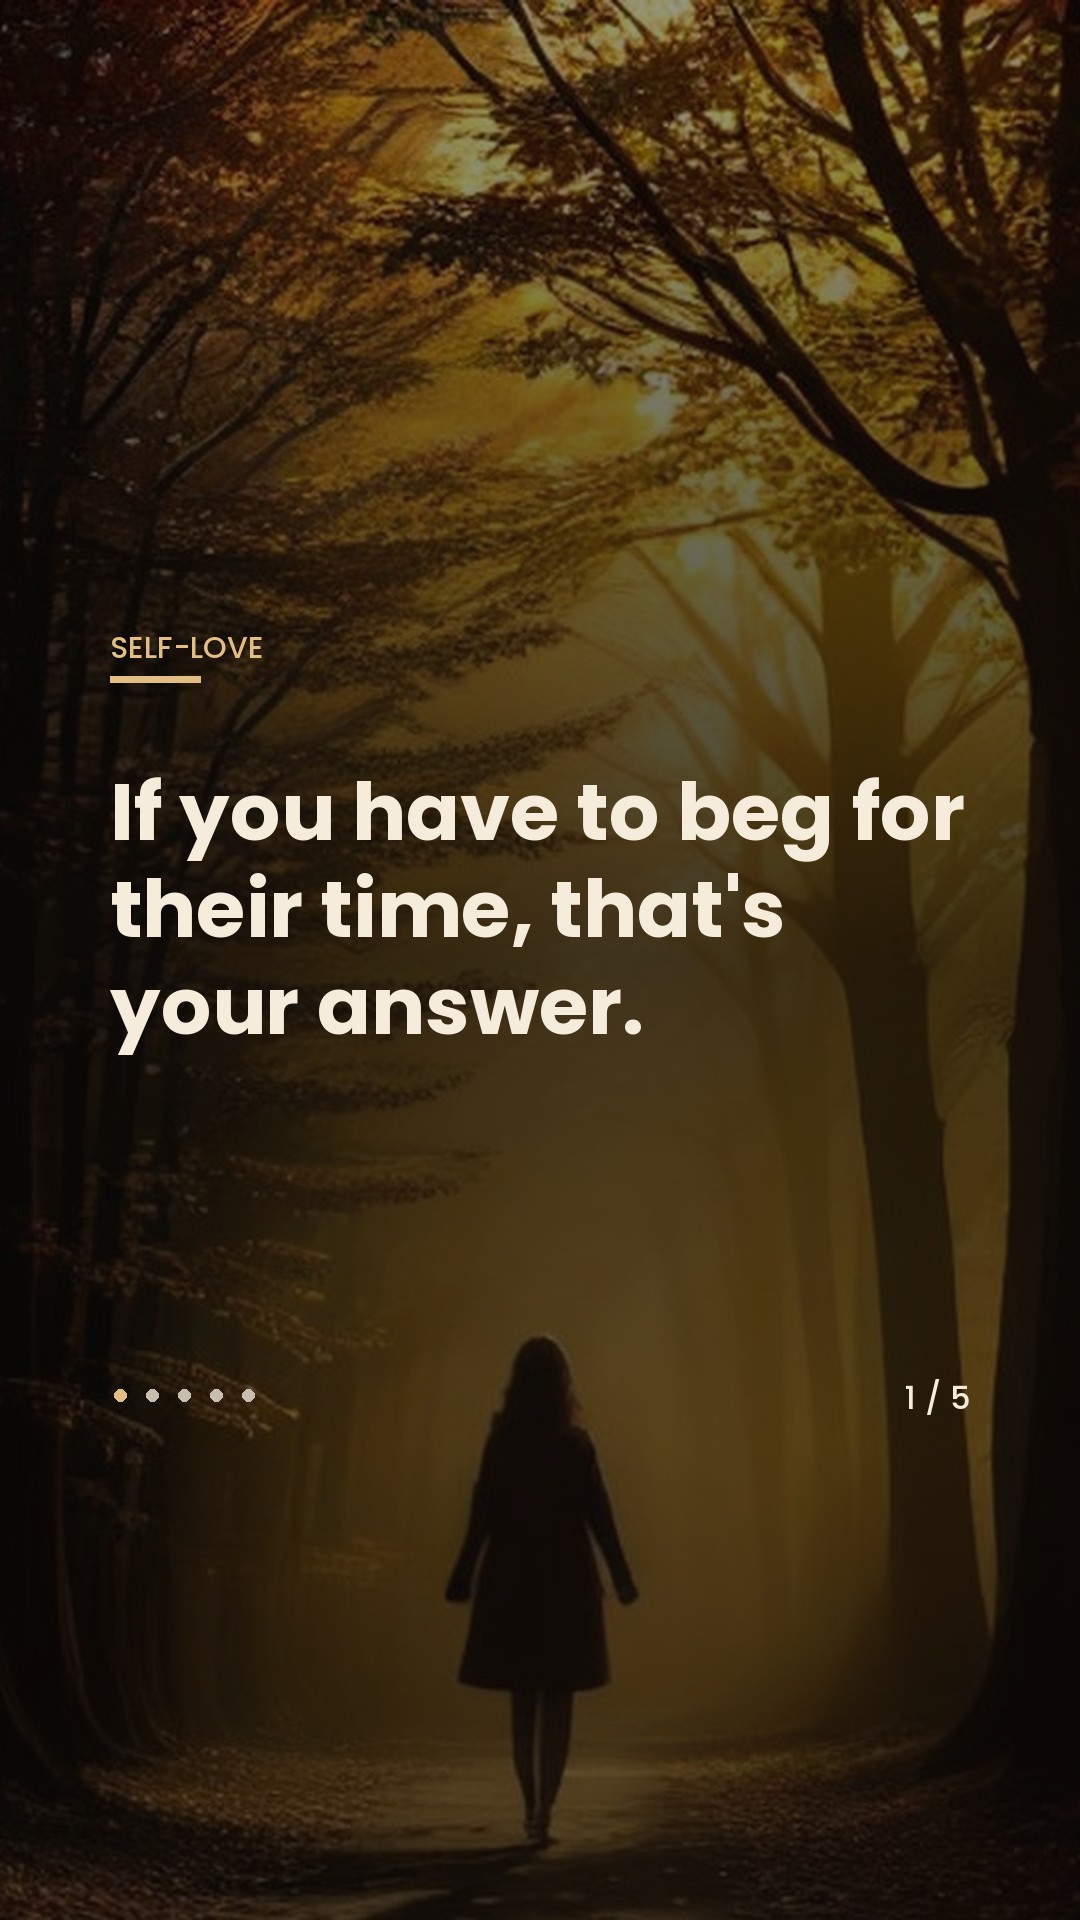 SELF-LOVE
If you have to beg for
their time, that's
your answer.
1 / 5